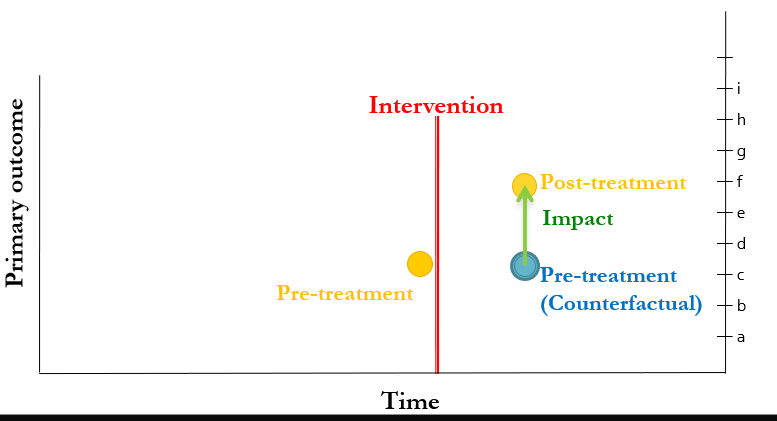 Primary outcome
Intervention
Post-treatment
Impact
Pre-treatment
Pre-treatment
(Counterfactual)
Time
i
h
g
f
e
d
c
b
a